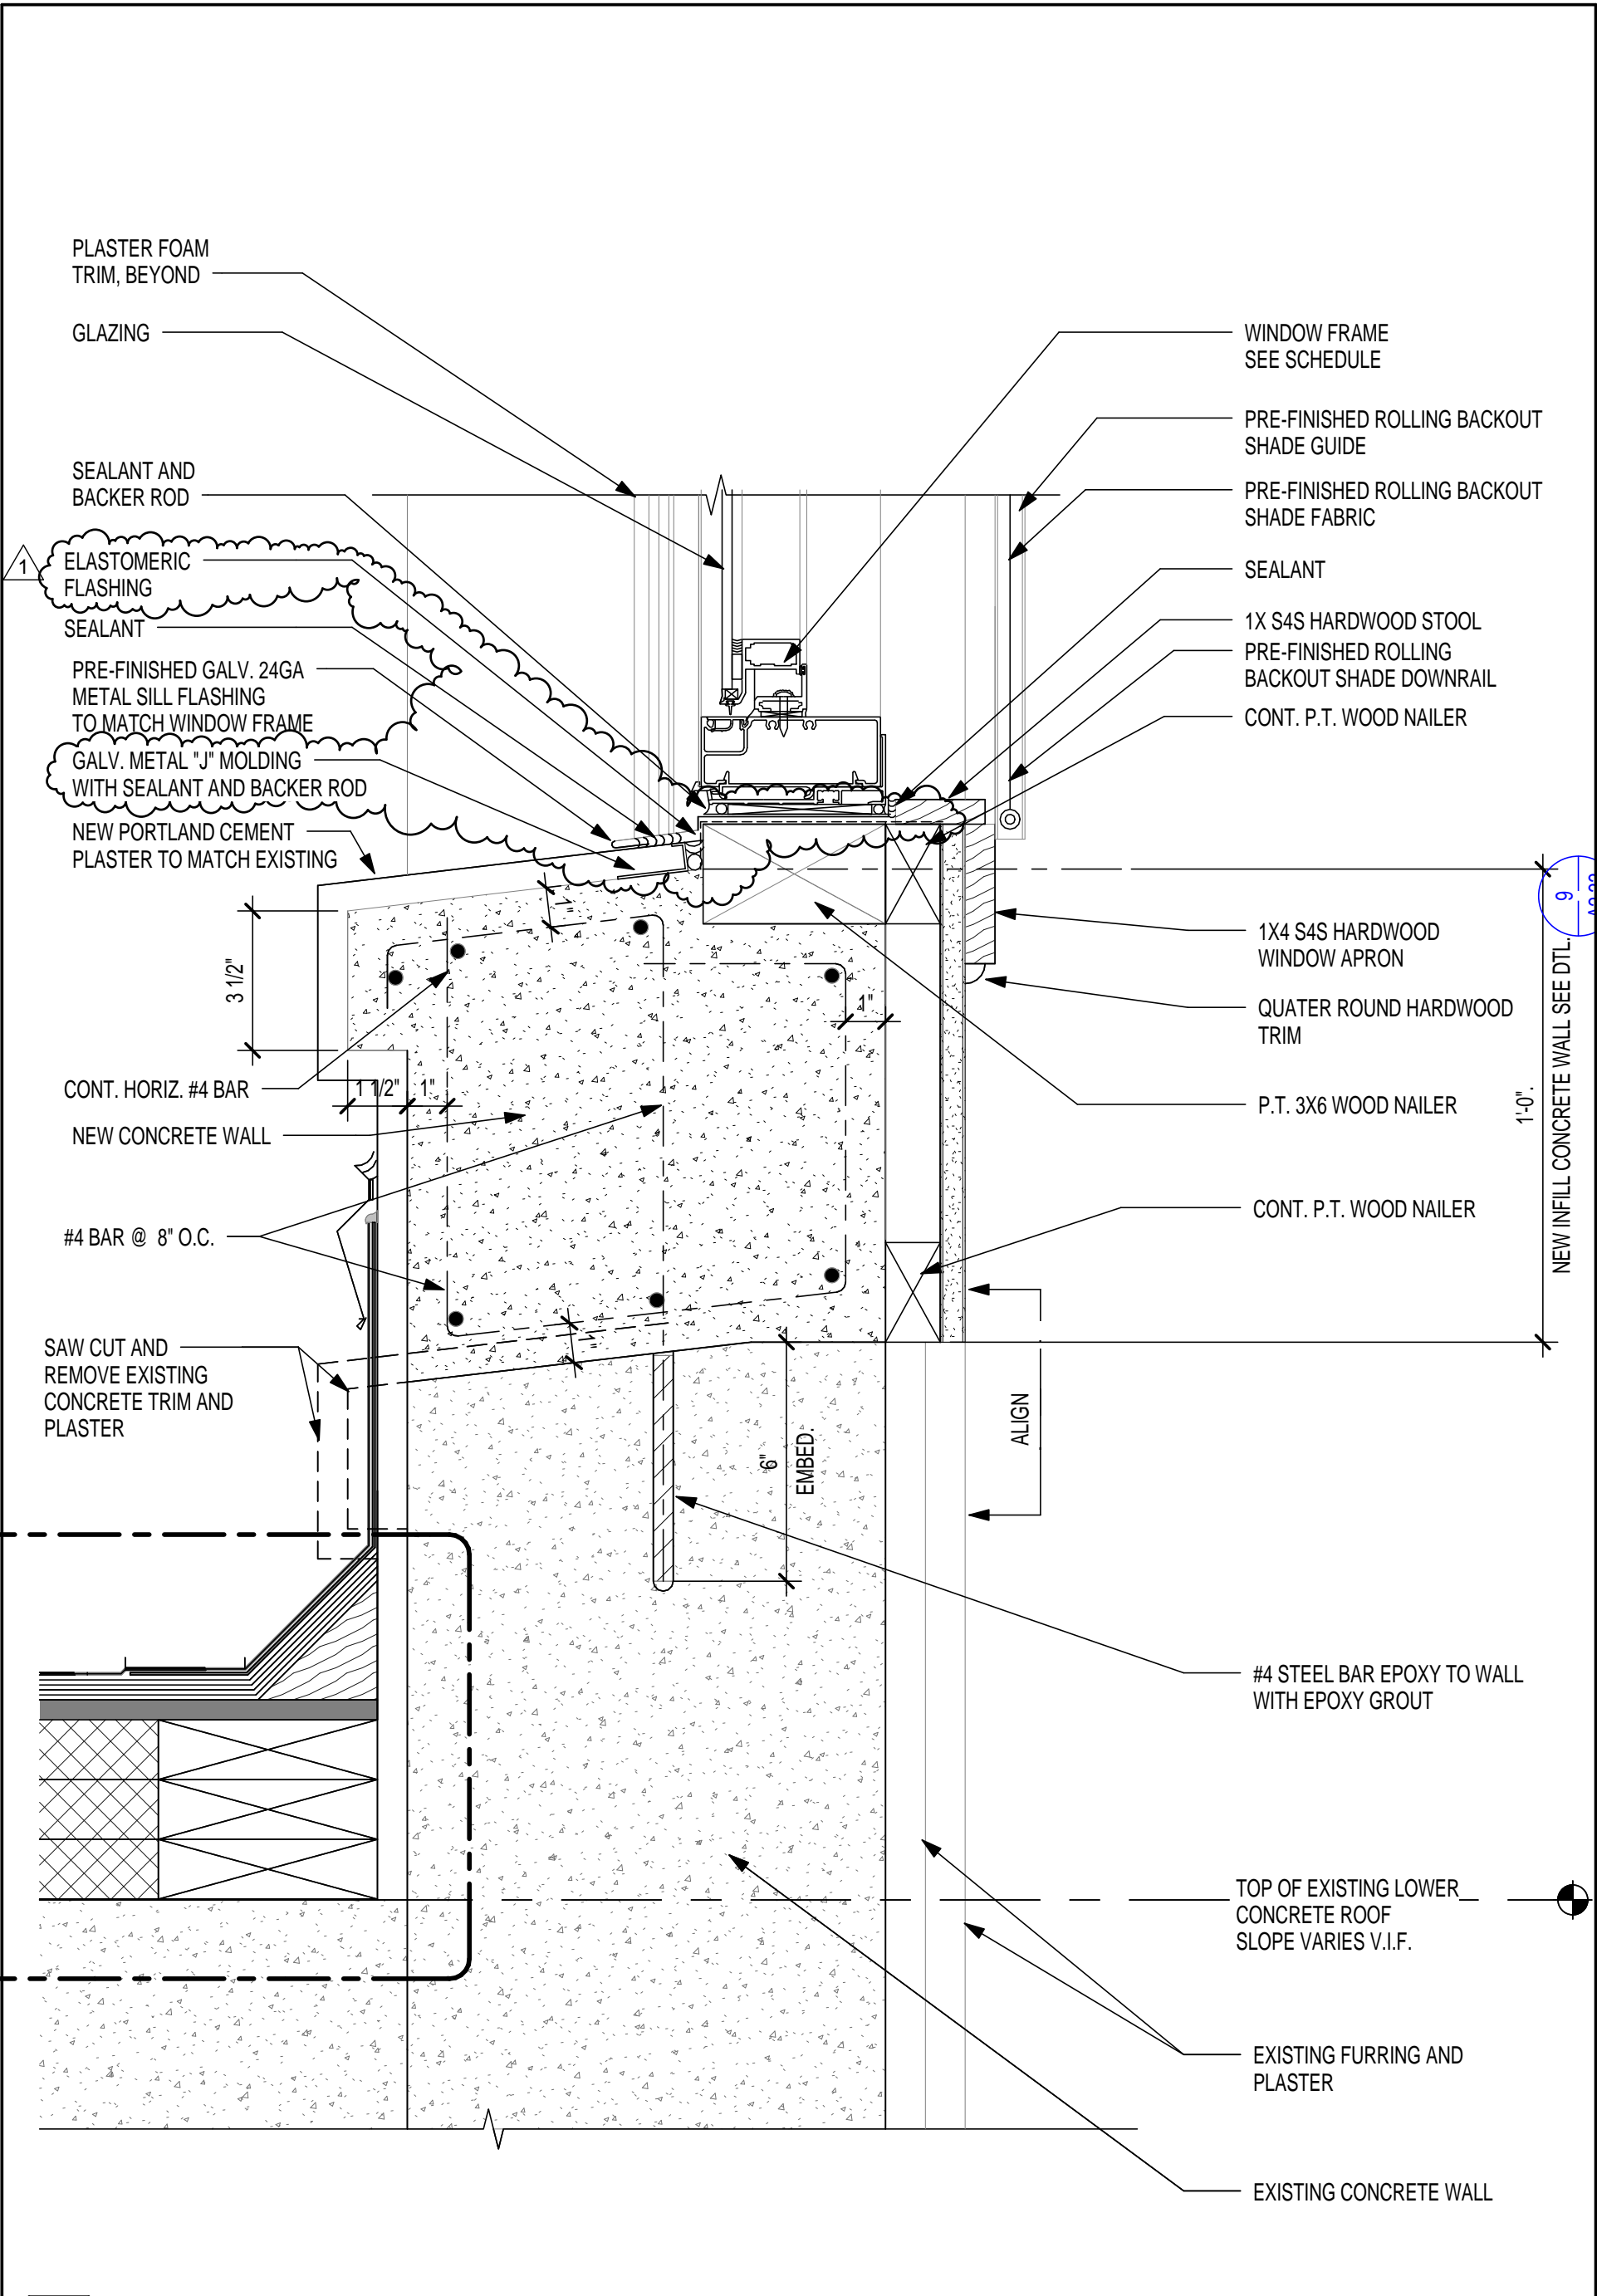 PLASTER FOAM
TRIM, BEYOND
GLAZING
SEALANT AND
BACKER ROD
1
ELASTOMERIC
FLASHING
SEALANT
PRE-FINISHED GALV. 24GA
METAL SILL FLASHING
TO MATCH WINDOW FRAME
GALV. METAL "J" MOLDING
WITH SEALANT AND BACKER ROD
NEW PORTLAND CEMENT
PLASTER TO MATCH EXISTING
3 1/2"
1"
CONT. HORIZ. #4 BAR
1 1/2"
1"
NEW CONCRETE WALL
#4 BAR @ 8" O.C.
SAW CUT AND
REMOVE EXISTING
CONCRETE TRIM AND
PLASTER
1"
1"
6"
EMBED.
ALIGN
WINDOW FRAME
SEE SCHEDULE
PRE-FINISHED ROLLING BACKOUT
SHADE GUIDE
PRE-FINISHED ROLLING BACKOUT
SHADE FABRIC
SEALANT
1X S4S HARDWOOD STOOL
PRE-FINISHED ROLLING
BACKOUT SHADE DOWNRAIL
CONT. P.T. WOOD NAILER
9
1X4 S4S HARDWOOD
WINDOW APRON
QUATER ROUND HARDWOOD
TRIM
P.T. 3X6 WOOD NAILER
1'-0".
NEW INFILL CONCRETE WALL SEE DTL.
CONT. P.T. WOOD NAILER
#4 STEEL BAR EPOXY TO WALL
WITH EPOXY GROUT
TOP OF EXISTING LOWER
CONCRETE ROOF
SLOPE VARIES V.I.F.
EXISTING FURRING AND
PLASTER
EXISTING CONCRETE WALL